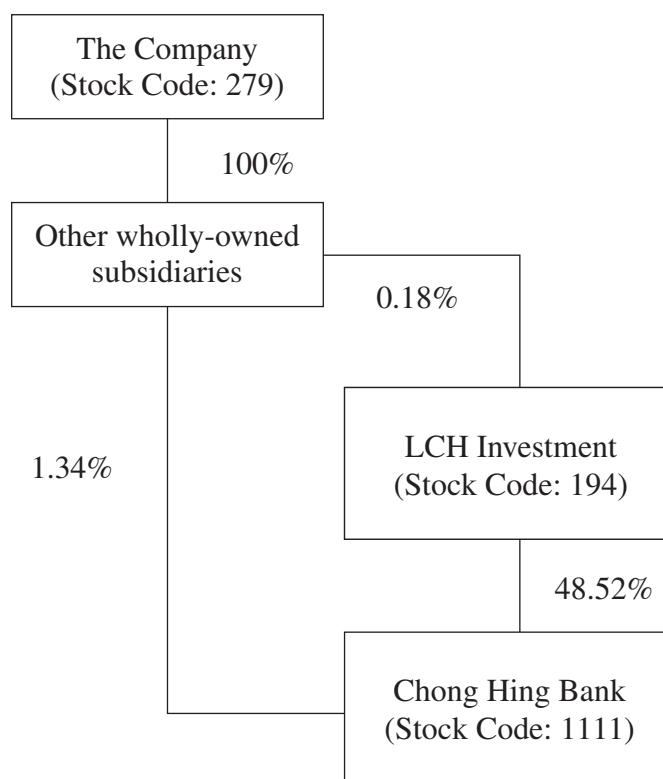 The Company
(Stock Code: 279)
100%
Other wholly-owned
subsidiaries
0.18%
1.34%
LCH Investment
(Stock Code: 194)
48.52%
Chong Hing Bank
(Stock Code: 1111)